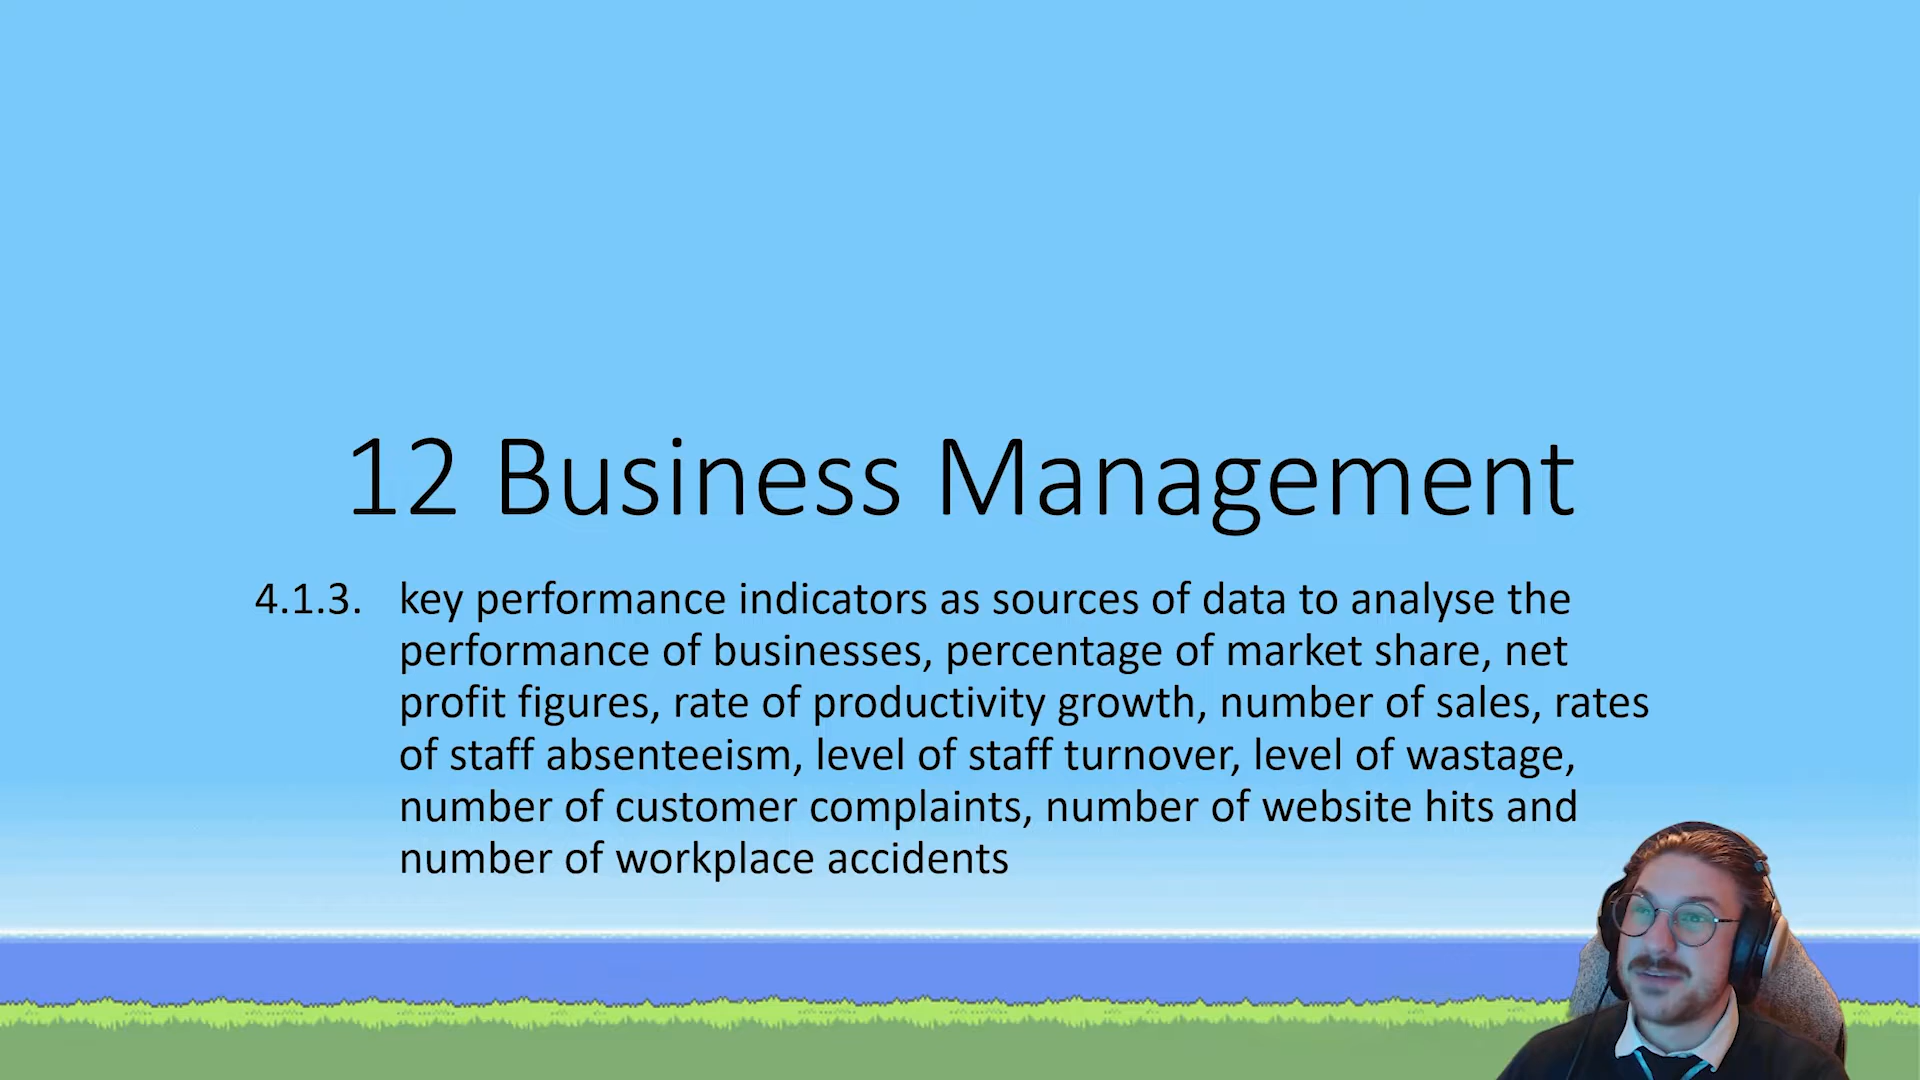 12 Business Management
4.1.3. key performance indicators as sources of data to analyse the
performance of businesses, percentage of market share, net
profit figures, rate of productivity growth, number of sales, rates
of staff absenteeism, level of staff turnover, level of wastage,
number of customer complaints, number of website hits and
number of workplace accidents